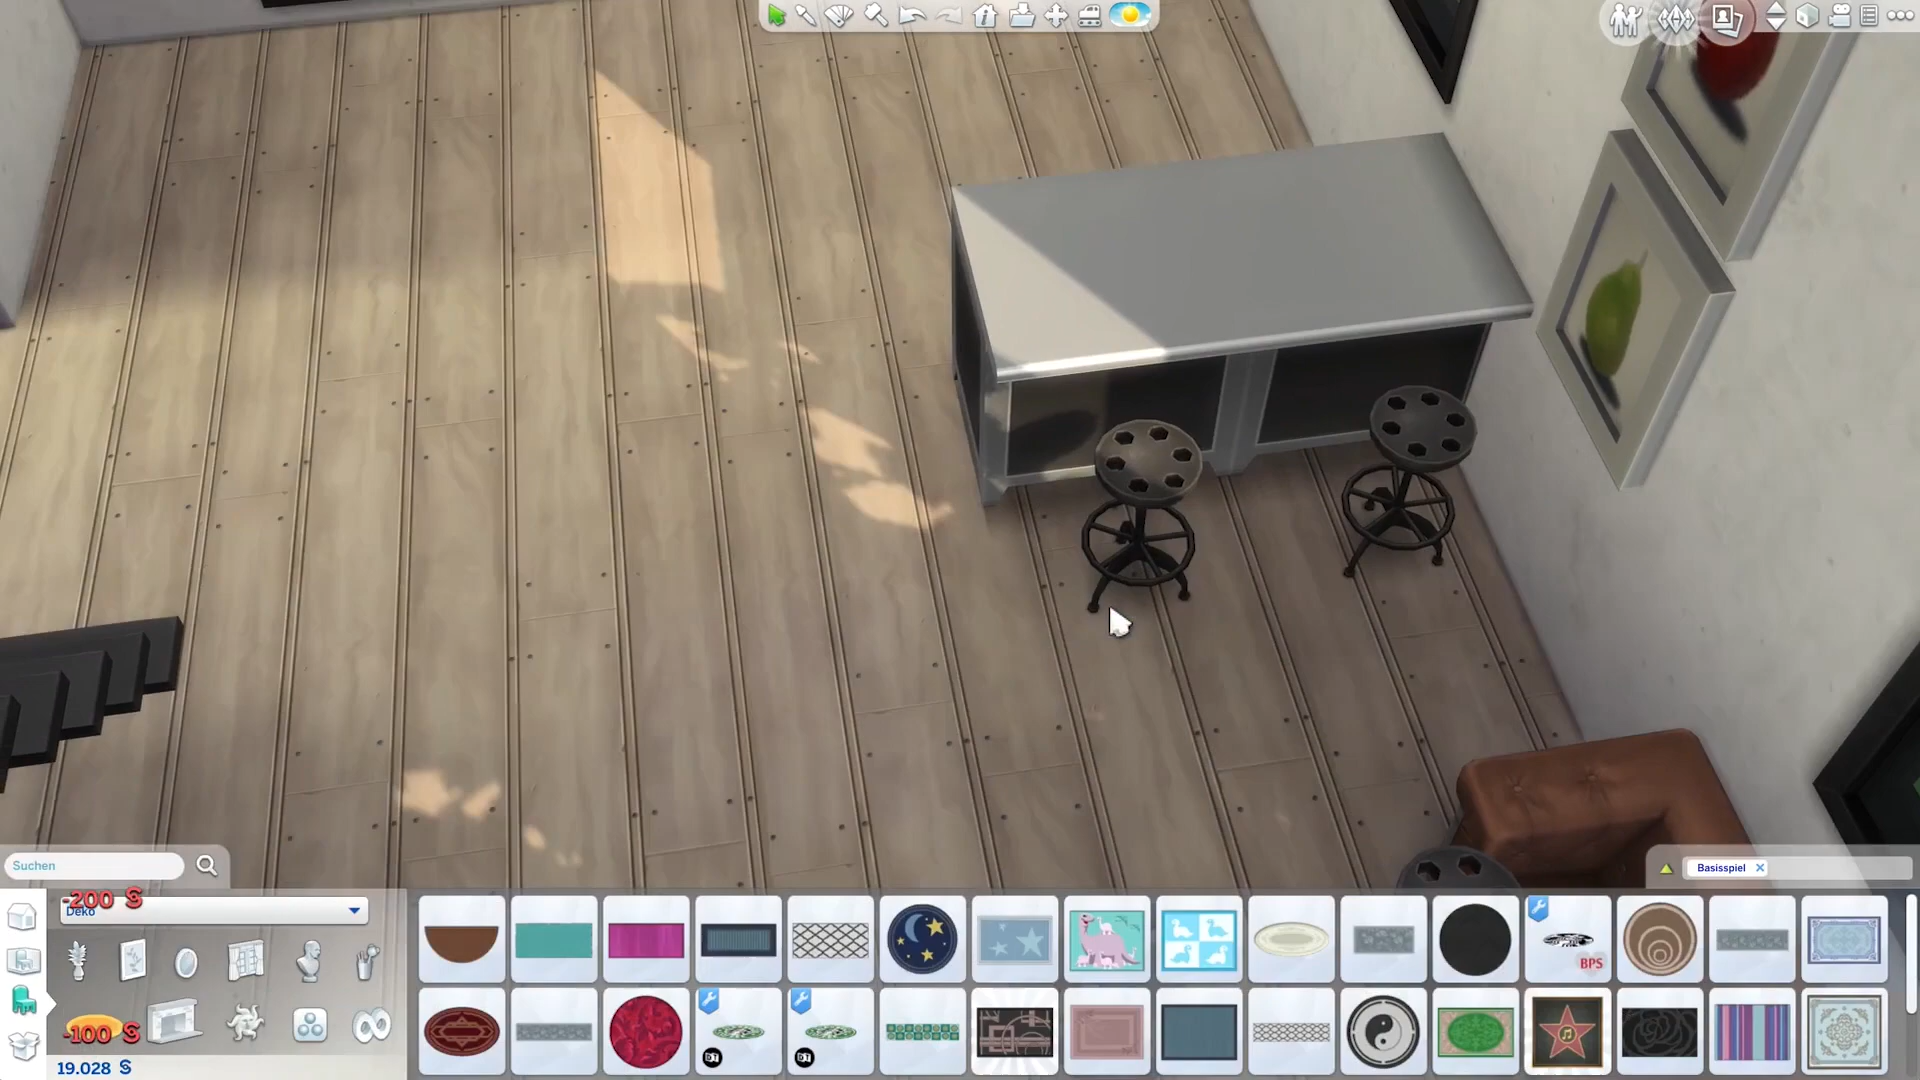 Suchen
Basisspiel
-200 §
Deko
BPS
-100 §
19.028 §